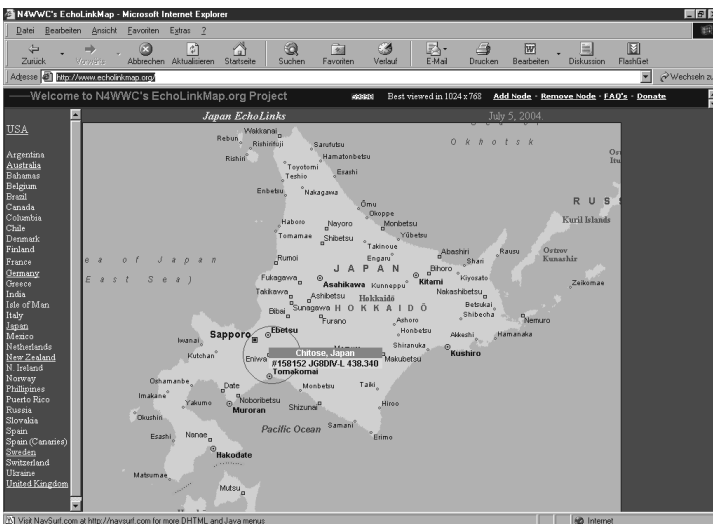 N4WWC's EchoLinkMap - Microsoft Internet Explorer
Datei Bearbeiten Ansicht Favoriten Extras ?
Zurück Vorwärts Abbrechen Aktualisieren Startseite Suchen Favoriten Verlauf E-Mail Drucken Bearbeiten Diskussion FlashGet
Adresse http://www.echolinkmap.org/ Wechseln zu
Welcome to N4WWC's EchoLinkMap.org Project
Best viewed in 1024 x 768 Add Node - Remove Node - FAQ's - Donate
Japan EchoLinks July 5, 2004
USA
Argentina
Australia
Bahamas
Belgium
Brazil
Canada
Columbia
Chile
Denmark
Finland
France
Germany
Greece
India
Isle of Man
Italy
Japan
Mexico
Netherlands
New Zealand
N. Ireland
Norway
Phillipines
Puerto Rico
Russia
Slovakia
Spain
Spain (Canaries)
Sweden
Switzerland
Ukraine
United Kingdom
Wakkanai
Rebun Rishirifuji Sarufutsu
Okhotsk
Rishiri Hamatonbetsu
Toyotomi
Teshio Esashi
Enbetsu Nakagawa
RUS
Ōmu
Okoppe
Kuril Islands
Haboro Nayoro Monbetsu
Tomamae Shibetsu Yūbetsu
Takinoue
Rumoi Engaru Abashiri Rausu Ostrov
Shari Kunashir
ea of Japan
JAPAN Bihoro
East Sea)
Fukagawa Asahikawa Kunneppu Kitami Kiyosato Zeikomae
Takikawa Ashibetsu Hokkaidō Nakashibetsu
Bibai Sunagawa HOKKAIDŌ Betsukai
Furano Ashoro Shibecha Nemuro
Sapporo Ebetsu Honbetsu Akkeshi Hamanaka
Iwanai Shiranuka
Kutchan Eniwa Chitose, Japan Makubetsu Kushiro
#158152 JG8DIV-L 438.340
Tomakomai
Oshamanbe Date Monbetsu Taiki
Imakane Noboribetsu
Yakumo Muroran Shizunai Hiroo
Okushiri
Pacific Ocean Samani
Esashi Nanae Erimo
Hakodate
Matsumae
Mutsu
Visit NavSurf.com at http://navsurf.com for more DHTML and Java menus Internet